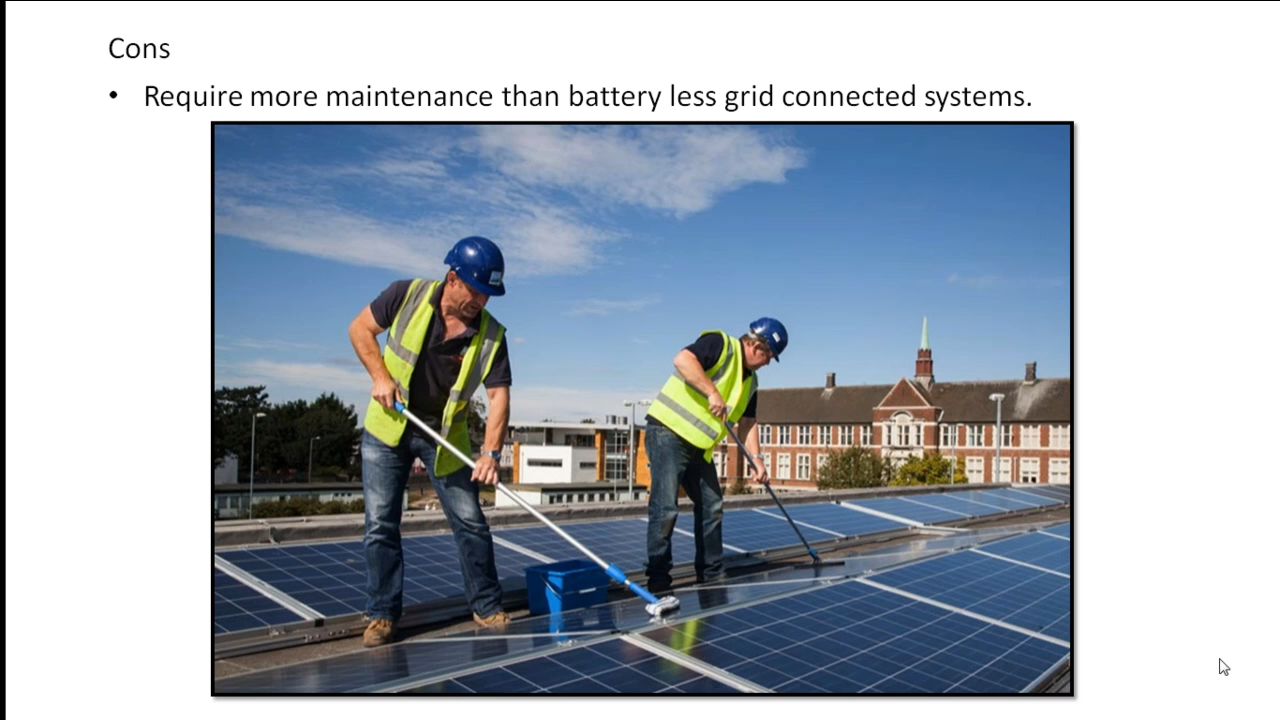 Cons
• Require more maintenance than battery less grid connected systems.